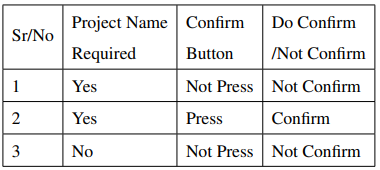 Sr/No Project Name Required Confirm Button Do Confirm /Not Confirm
1 Yes Not Press Not Confirm
2 Yes Press Confirm
3 No Not Press Not Confirm